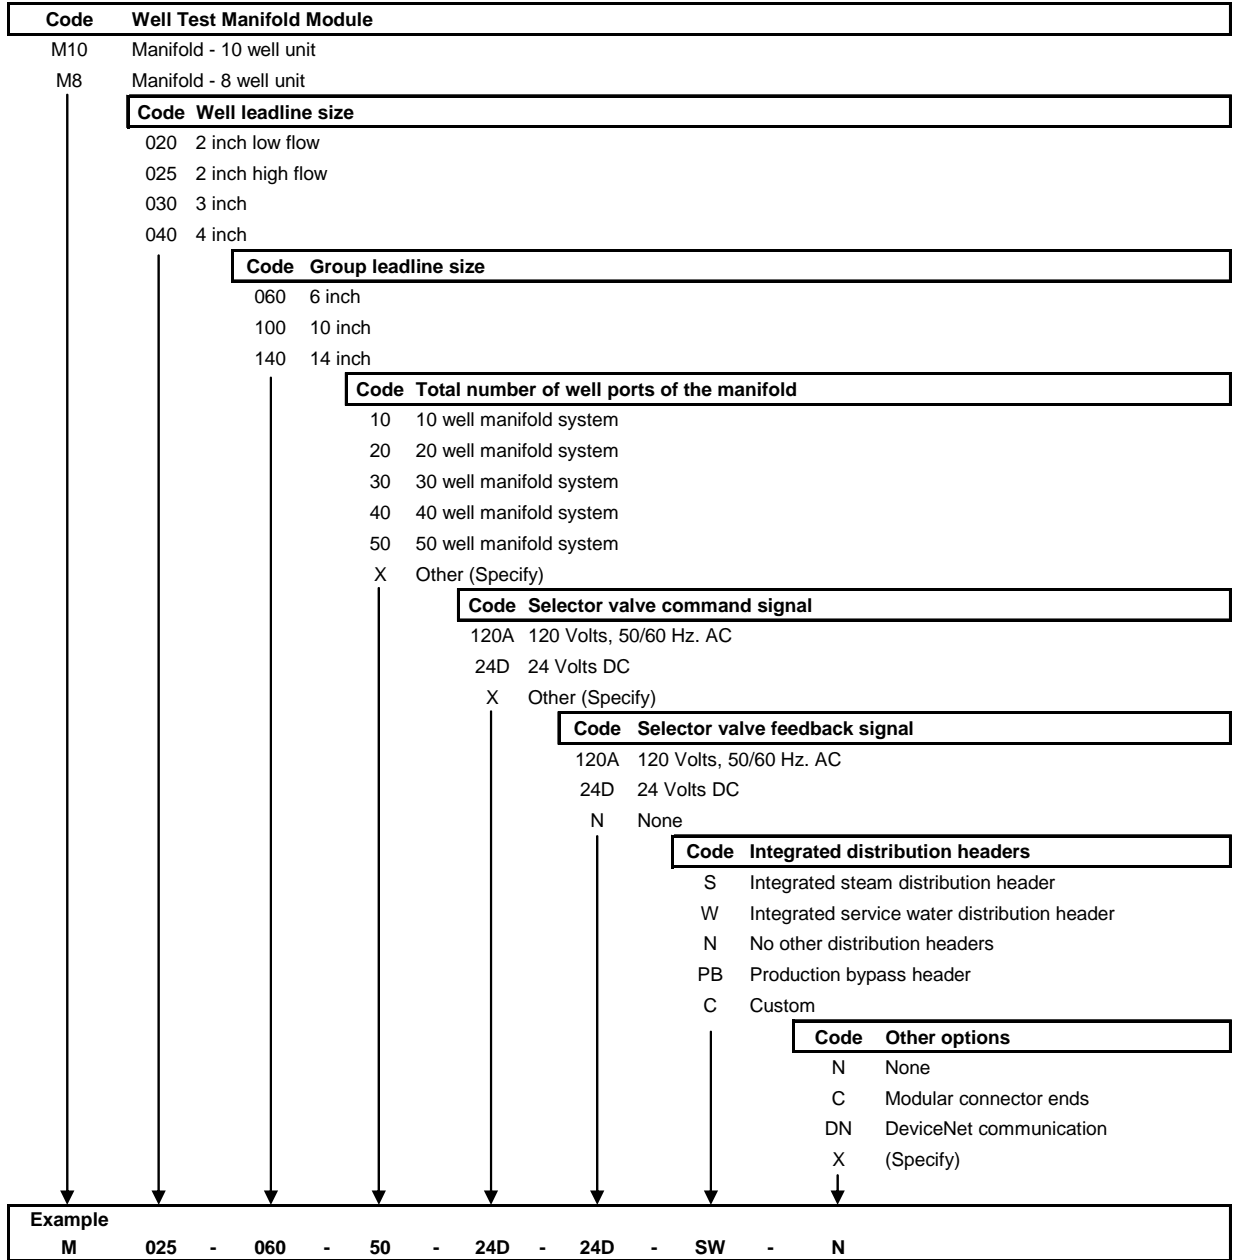 Code Well Test Manifold Module
M10 Manifold - 10 well unit
M8 Manifold - 8 well unit
Code Well leadline size
020 2 inch low flow
025 2 inch high flow
030 3 inch
040 4 inch
Code Group leadline size
060 6 inch
100 10 inch
140 14 inch
Code Total number of well ports of the manifold
10 10 well manifold system
20 20 well manifold system
30 30 well manifold system
40 40 well manifold system
50 50 well manifold system
X Other (Specify)
Code Selector valve command signal
120A 120 Volts, 50/60 Hz. AC
24D 24 Volts DC
X Other (Specify)
Code Selector valve feedback signal
120A 120 Volts, 50/60 Hz. AC
24D 24 Volts DC
N None
Code Integrated distribution headers
S Integrated steam distribution header
W Integrated service water distribution header
N No other distribution headers
PB Production bypass header
C Custom
Code Other options
N None
C Modular connector ends
DN DeviceNet communication
X (Specify)
Example
M 025 - 060 - 50 - 24D - 24D - SW - N